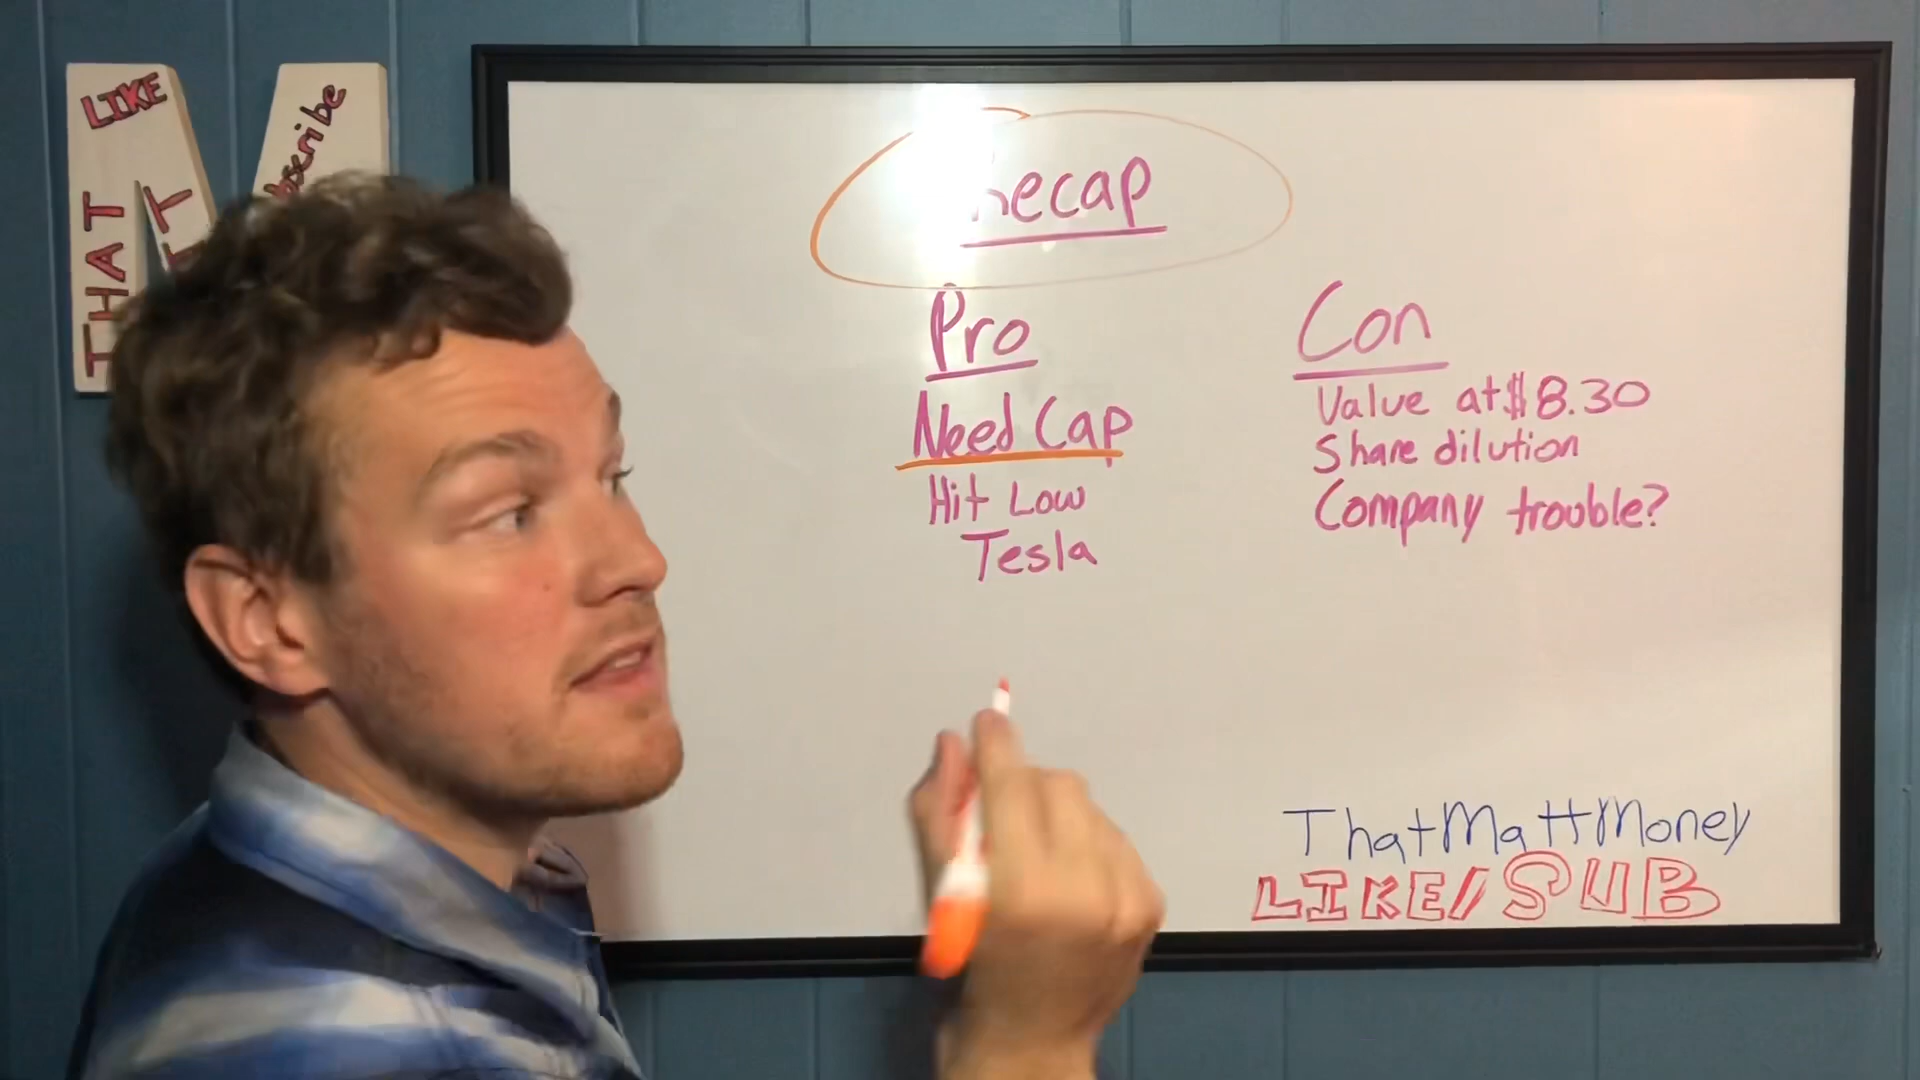 LIKE
THAT
Recap
Pro
Need Cap
Hit Low
Tesla
Con
Value at $8.30
Share dilution
Company trouble?
ThatMattMoney
LIKE/SUB